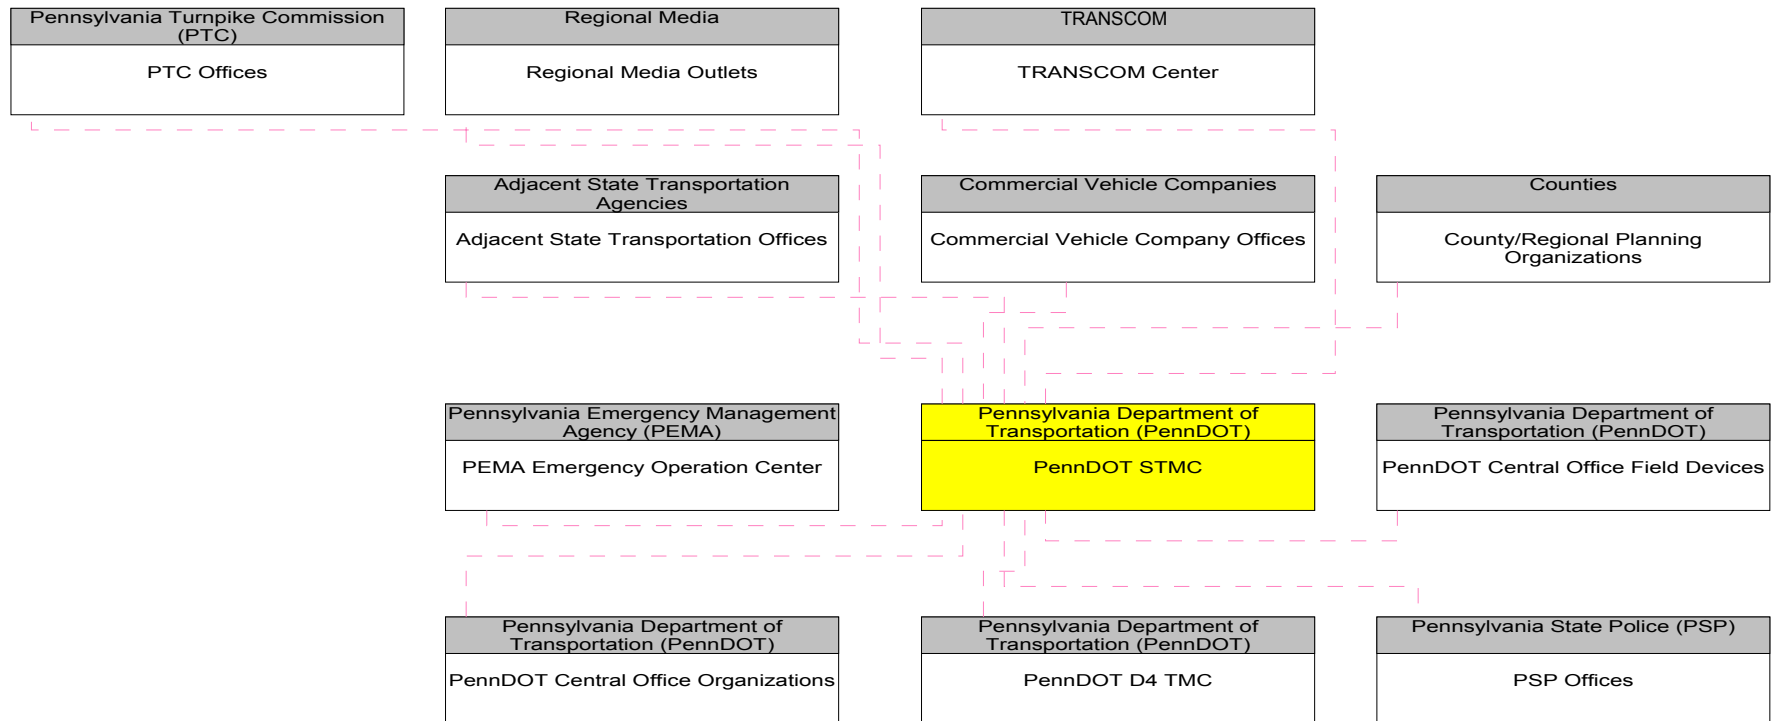 Pennsylvania Turnpike Commission
(PTC)
PTC Offices
Regional Media
Regional Media Outlets
TRANSCOM
TRANSCOM Center
Adjacent State Transportation
Agencies
Adjacent State Transportation Offices
Commercial Vehicle Companies
Commercial Vehicle Company Offices
Counties
County/Regional Planning
Organizations
Pennsylvania Emergency Management
Agency (PEMA)
PEMA Emergency Operation Center
Pennsylvania Department of
Transportation (PennDOT)
PennDOT STMC
Pennsylvania Department of
Transportation (PennDOT)
PennDOT Central Office Field Devices
Pennsylvania Department of
Transportation (PennDOT)
PennDOT Central Office Organizations
Pennsylvania Department of
Transportation (PennDOT)
PennDOT D4 TMC
Pennsylvania State Police (PSP)
PSP Offices